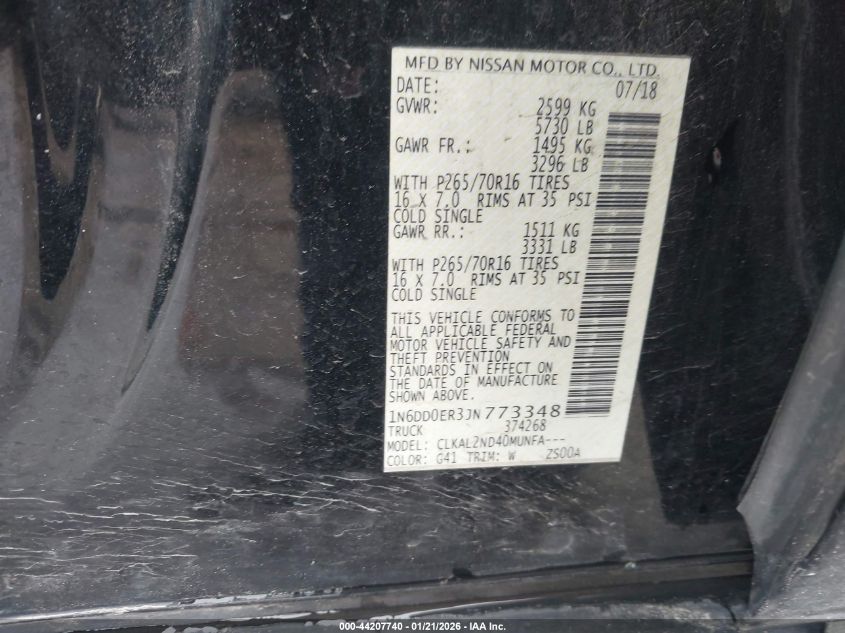 MFD BY NISSAN MOTOR CO., LTD.
DATE: 07/18
GVWR: 2599 KG
5730 LB
GAWR FR.: 1495 KG
3296 LB
WITH P265/70R16 TIRES
16 X 7.0 RIMS AT 35 PSI
COLD SINGLE
GAWR RR.: 1511 KG
3331 LB
WITH P265/70R16 TIRES
16 X 7.0 RIMS AT 35 PSI
COLD SINGLE
THIS VEHICLE CONFORMS TO
ALL APPLICABLE FEDERAL
MOTOR VEHICLE SAFETY AND
THEFT PREVENTION
STANDARDS IN EFFECT ON
THE DATE OF MANUFACTURE
SHOWN ABOVE.
1N6DD0ER3JN773348
TRUCK 374268
MODEL: CLKAL2ND40MUNFA---
COLOR: G41 TRIM: W ZS00A
000-44207740 - 01/21/2026 - IAA Inc.